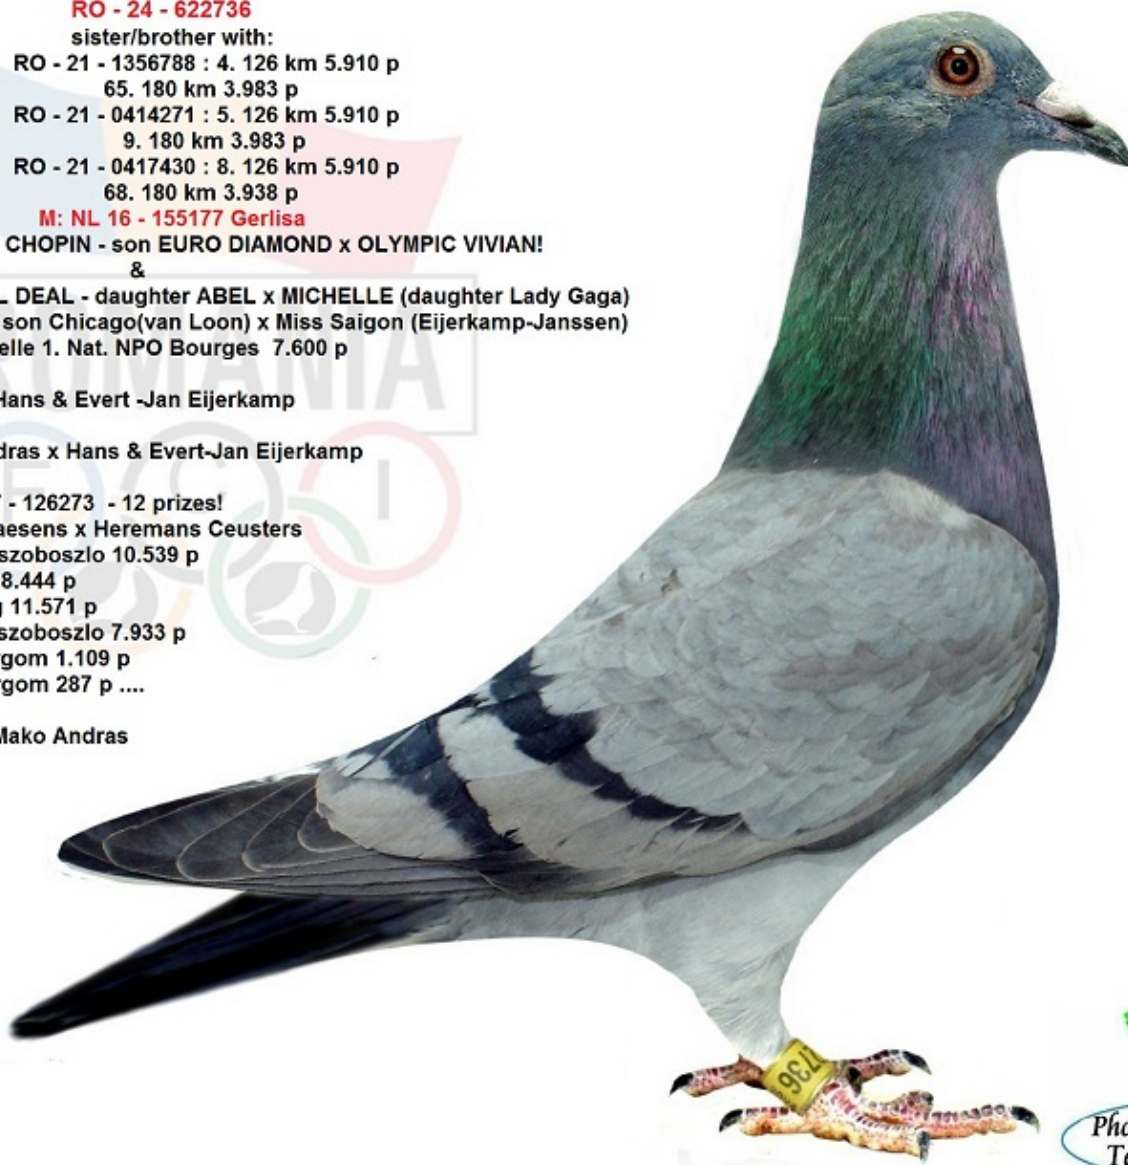 RO - 24 - 622736
sister/brother with:
RO - 21 - 1356788 : 4. 126 km 5.910 p
65. 180 km 3.983 p
RO - 21 - 0414271 : 5. 126 km 5.910 p
9. 180 km 3.983 p
RO - 21 - 0417430 : 8. 126 km 5.910 p
68. 180 km 3.938 p
M: NL 16 - 155177 Gerlisa
CHOPIN - son EURO DIAMOND x OLYMPIC VIVIAN!
&
L DEAL - daughter ABEL x MICHELLE (daughter Lady Gaga)
son Chicago(van Loon) x Miss Saigon (Eijerkamp-Janssen)
elle 1. Nat. NPO Bourges 7.600 p
ROMANIA
Hans & Evert -Jan Eijerkamp
dras x Hans & Evert-Jan Eijerkamp
F C I
- 126273 - 12 prizes!
aesens x Heremans Ceusters
szoboszlo 10.539 p
8.444 p
g 11.571 p
szoboszlo 7.933 p
rgom 1.109 p
rgom 287 p ....
Mako Andras
2736
Pho
Te